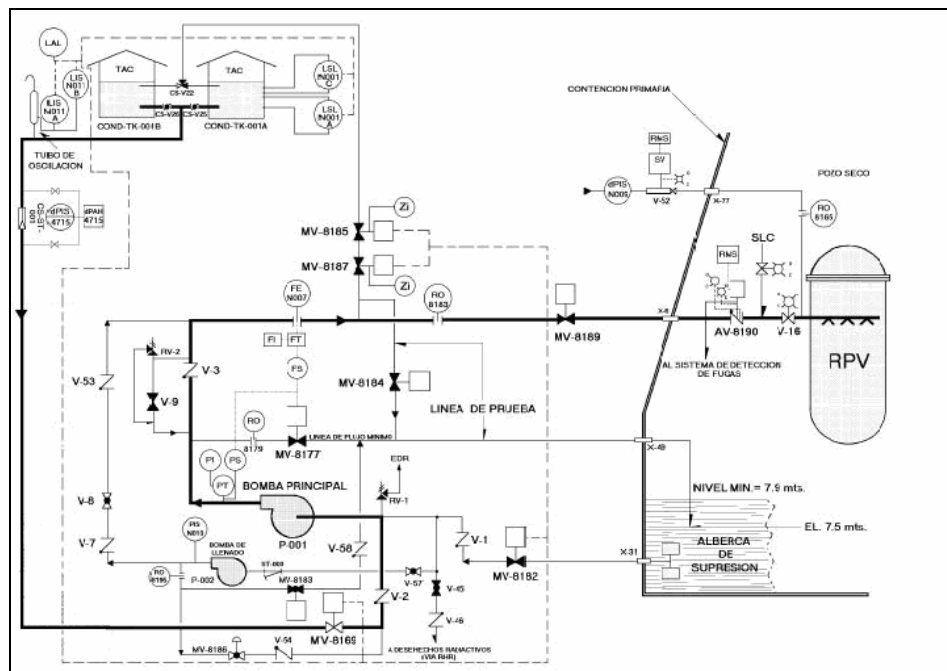 LAL
LIS
N011
B
LIS
N011
A
TAC
TAC
CS-V22
CS-V26
CS-V25
COND-TK-001B
COND-TK-001A
LSL
N001
C
LSL
N001
A
TUBO DE
OSCILACION
CS-ST-
001
dPIS
4715
dPAH
4715
CONTENCION PRIMARIA
RMS
SV
dPIS
N005
V-52
X-77
POZO SECO
RO
8165
SLC
RMS
Zi
MV-8185
MV-8187
Zi
FE
N007
RO
8183
MV-8189
X-6
AV-8190
V-16
AL SISTEMA DE DETECCION
DE FUGAS
RPV
FI
FT
FS
RV-2
V-3
V-53
V-9
MV-8184
LINEA DE PRUEBA
RO
8179
MV-8177
LINEA DE FLUJO MINIMO
X-49
PI
PS
PT
BOMBA PRINCIPAL
P-001
EDR
RV-1
NIVEL MIN.= 7.9 mts.
EL. 7.5 mts.
ALBERCA
DE
SUPRESION
X-31
V-8
V-7
PIS
N013
BOMBA DE
LLENADO
P-002
V-58
V-1
MV-8182
MV-8183
V-57
V-45
V-2
V-46
MV-8169
MV-8186
V-54
A DESEHECHOS RADIACTIVOS
(VIA RHR)